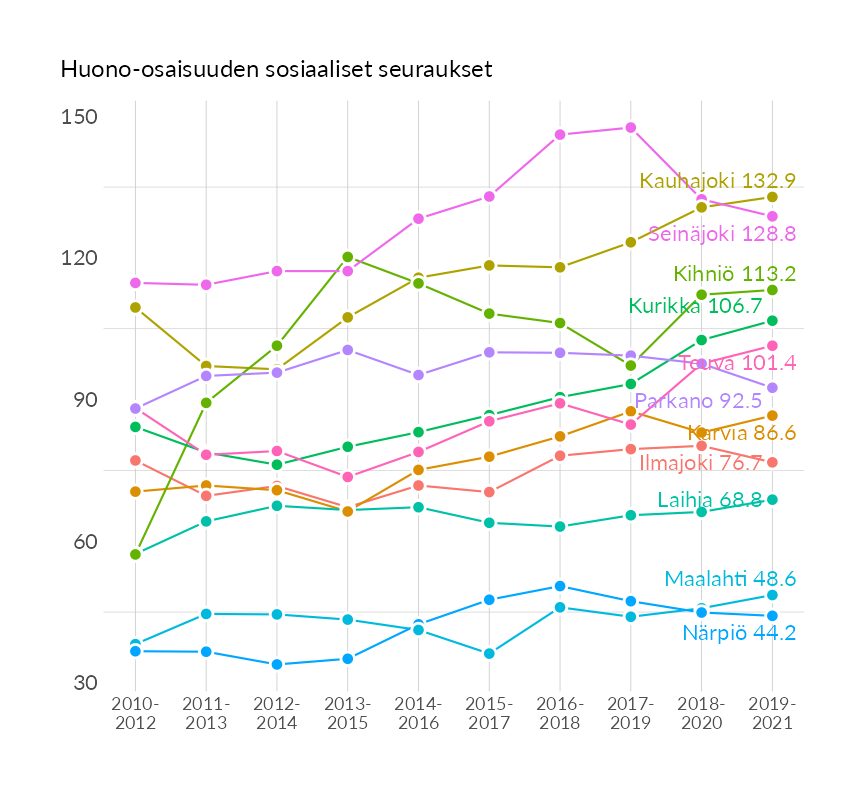 Huono-osaisuuden sosiaaliset seuraukset
150
120
90
60
30
Kauhajoki 132.9
Seinäjoki 128.8
Kihniö 113.2
Kurikka 106.7
Teuva 101.4
Parkano 92.5
Karvia 86.6
Ilmajoki 76.7
Laihia 68.8
Maalahti 48.6
Närpiö 44.2
2010- 2011- 2012- 2013- 2014- 2015- 2016- 2017- 2018- 2019-
2012 2013 2014 2015 2016 2017 2018 2019 2020 2021